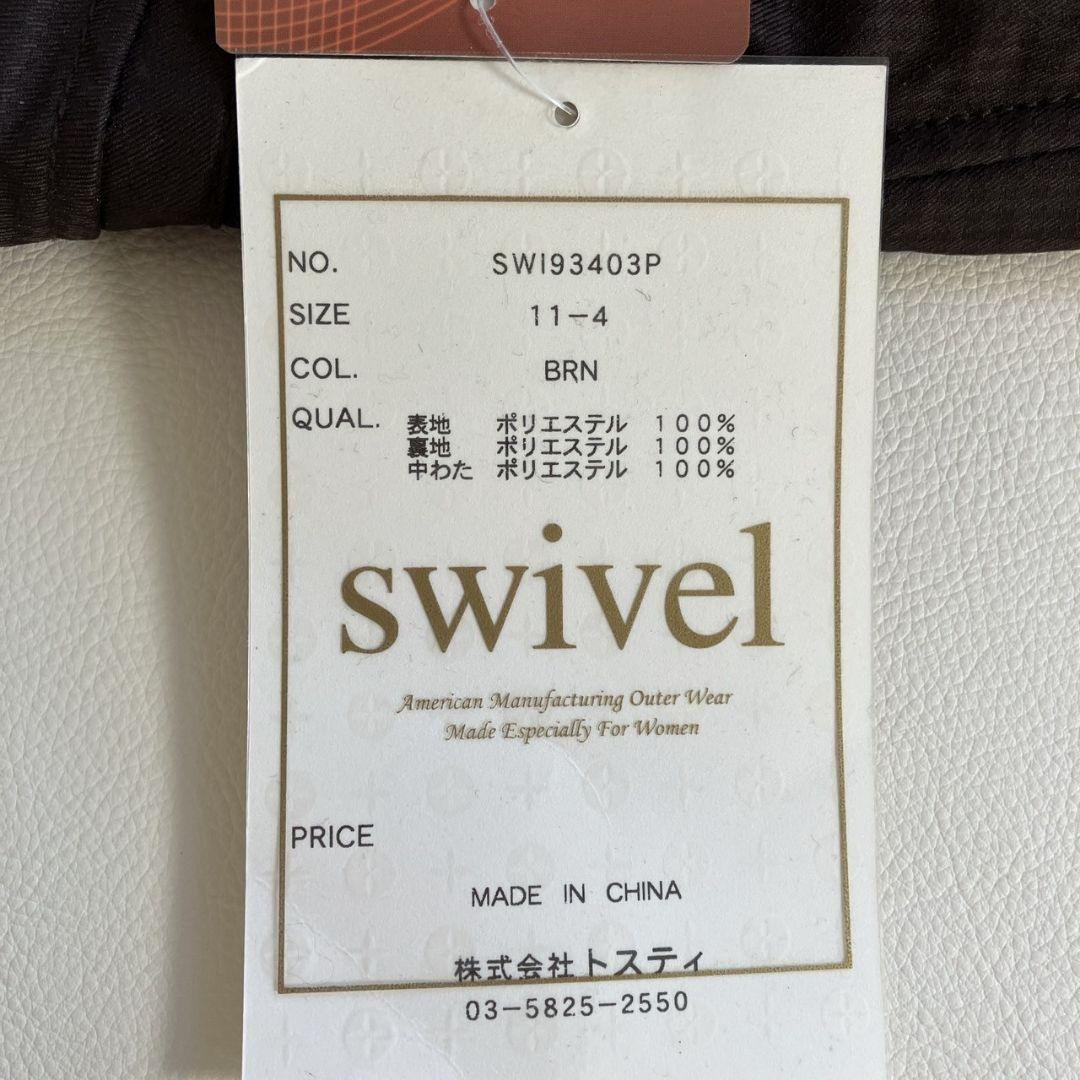 NO. SWI93403P
SIZE 11-4
COL. BRN
QUAL. 表地 ポリエステル 100%
裏地 ポリエステル 100%
中わた ポリエステル 100%
swivel
American Manufacturing Outer Wear
Made Especially For Women
PRICE
MADE IN CHINA
株式会社トスティ
03-5825-2550